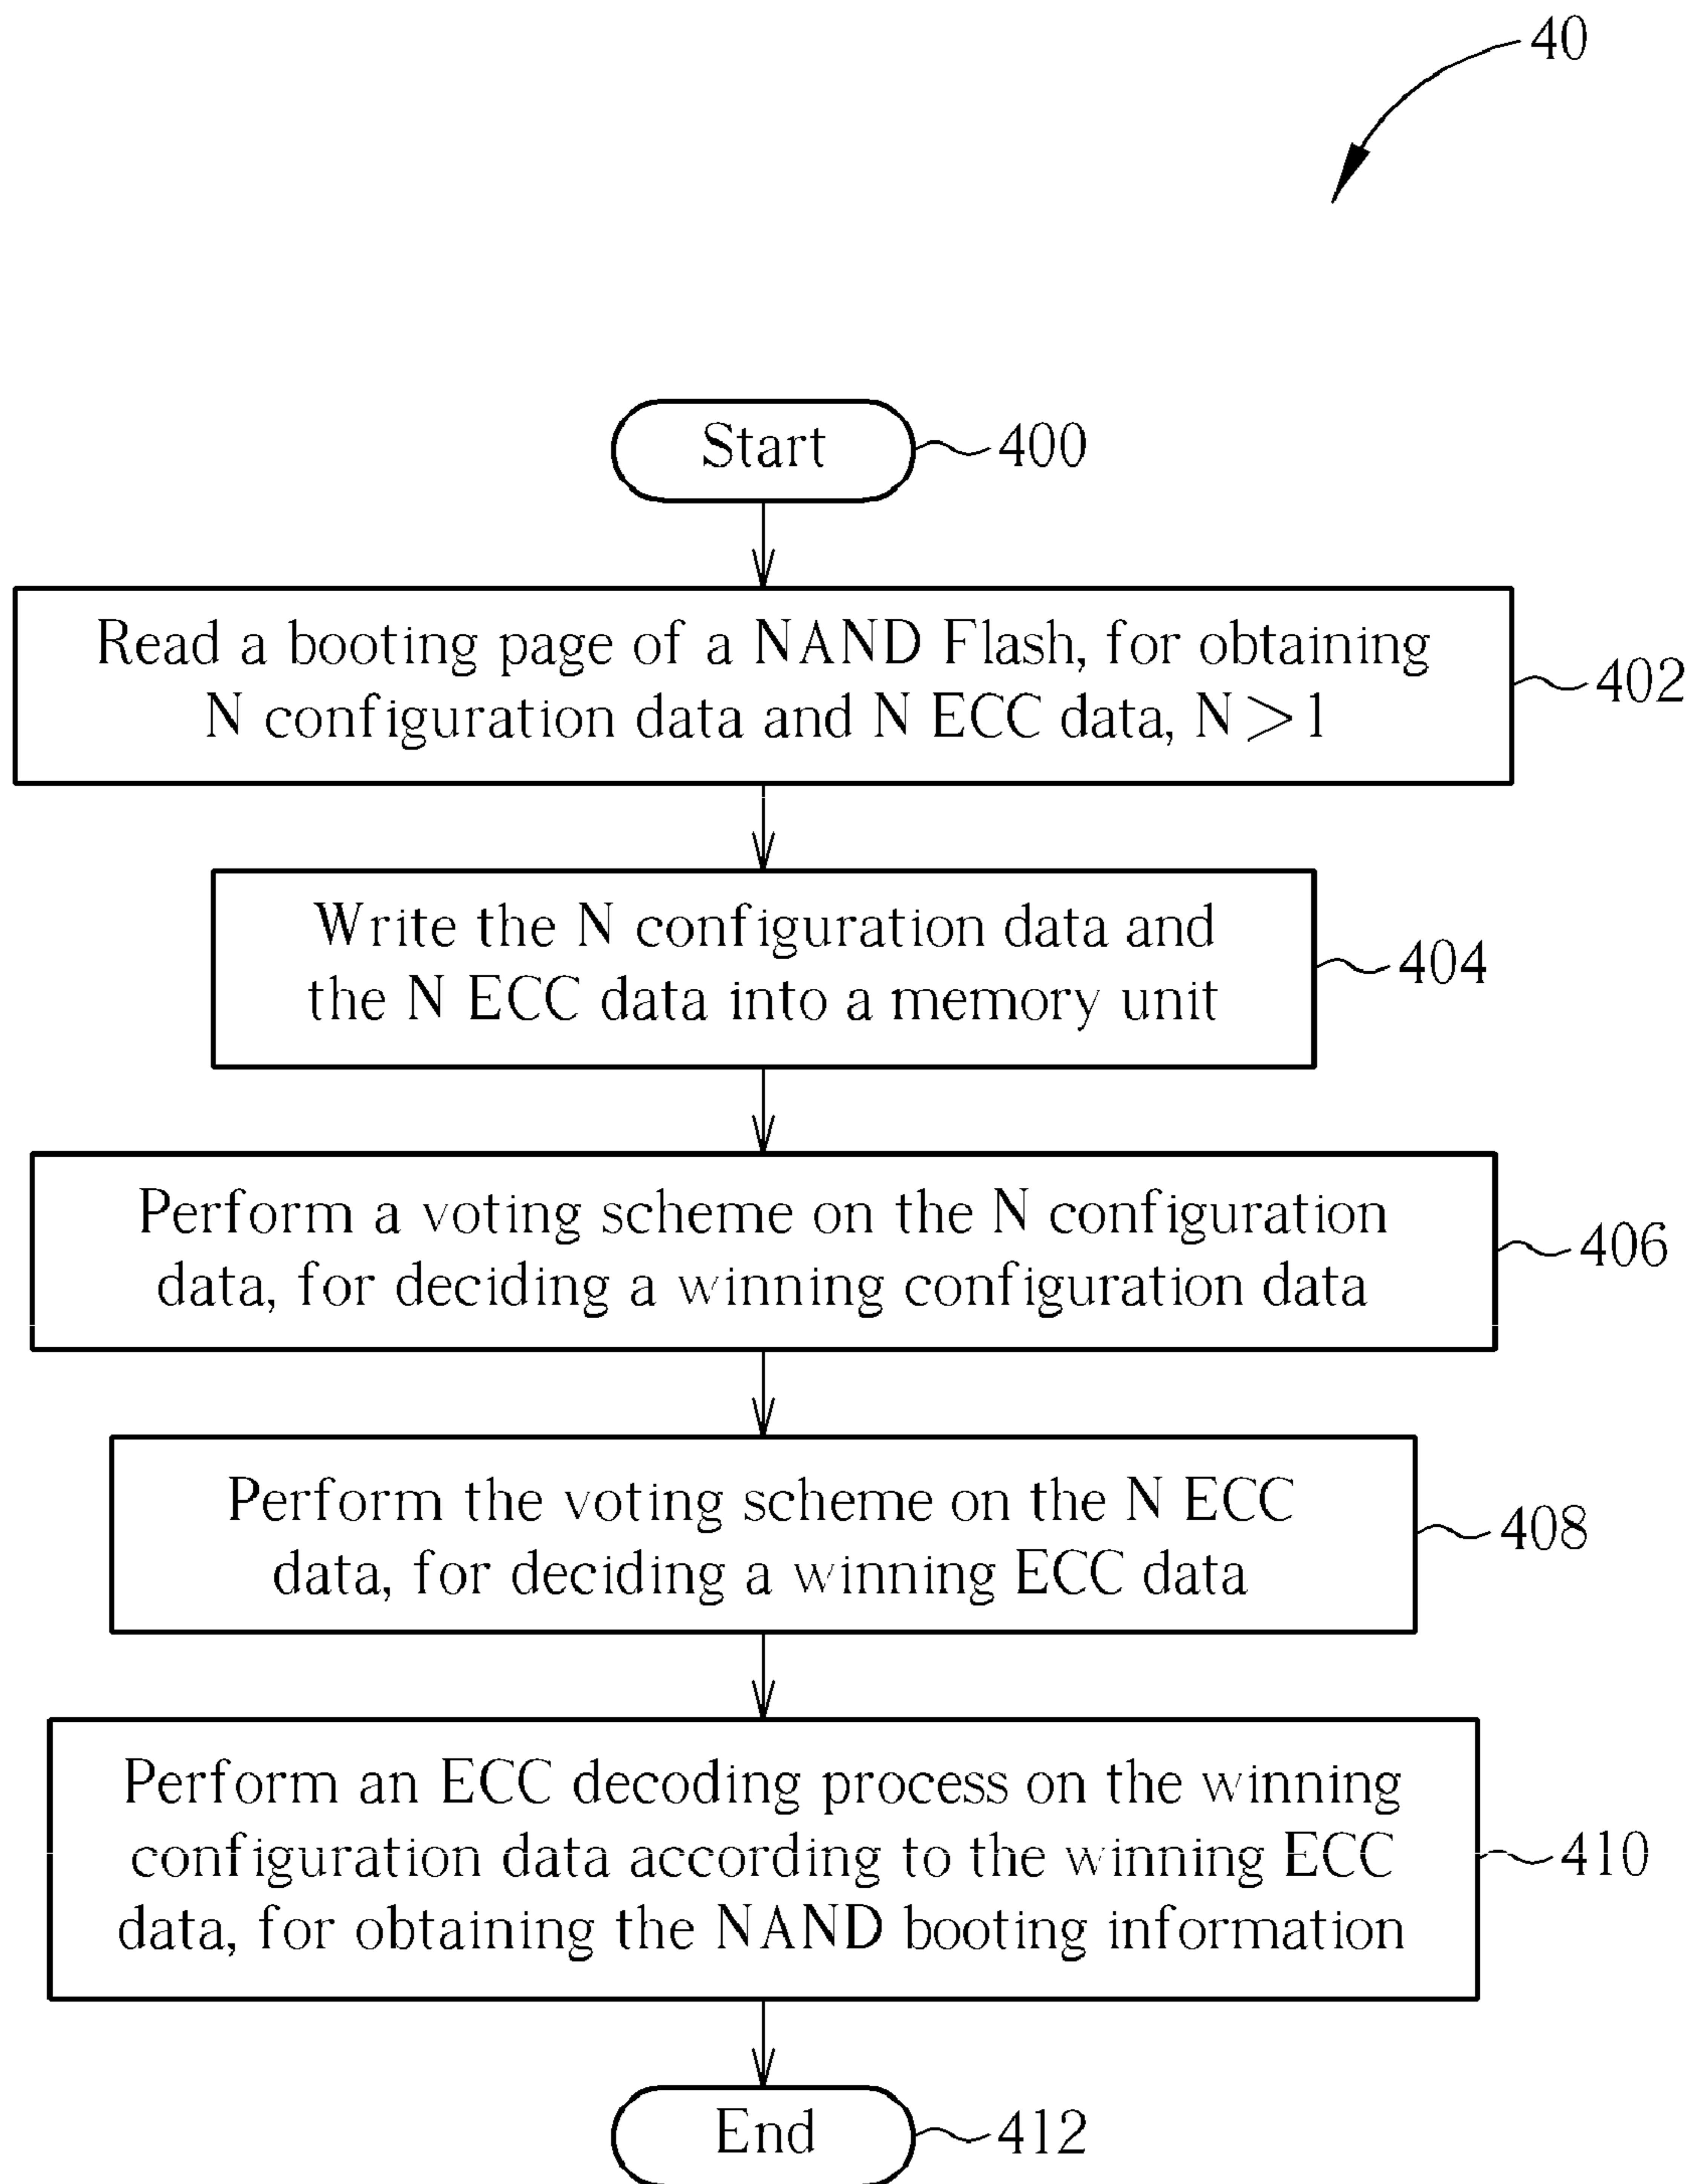 40
Start
400
Read a booting page of a NAND Flash, for obtaining
N configuration data and N ECC data, N>1
402
Write the N configuration data and
the N ECC data into a memory unit
404
Perform a voting scheme on the N configuration
data, for deciding a winning configuration data
406
Perform the voting scheme on the N ECC
data, for deciding a winning ECC data
408
Perform an ECC decoding process on the winning
configuration data according to the winning ECC
data, for obtaining the NAND booting information
410
End
412